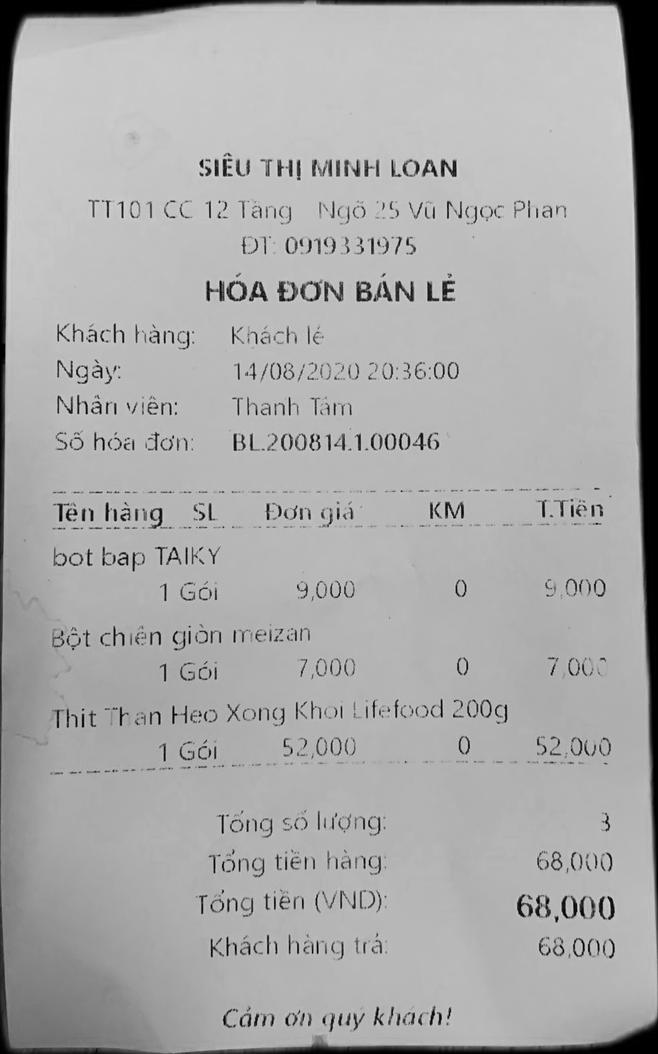 SIÊU THỊ MINH LOAN
TT101 CC 12 Tầng Ngõ 25 Vũ Ngọc Phan
ĐT: 0919331975
HÓA ĐƠN BÁN LẺ
Khách hàng: Khách lẻ
Ngày: 14/08/2020 20:36:00
Nhân viên: Thanh Tâm
Số hóa đơn: BL.200814.1.00046
Tên hàng SL Đơn giá KM T.Tiền
bot bap TAIKY
1 Gói 9,000 0 9,000
Bột chiên giòn meizan
1 Gói 7,000 0 7,000
Thit Than Heo Xong Khoi Lifefood 200g
1 Gói 52,000 0 52,000
Tổng số lượng: 3
Tổng tiền hàng: 68,000
Tổng tiền (VND): 68,000
Khách hàng trả: 68,000
Cảm ơn quý khách!